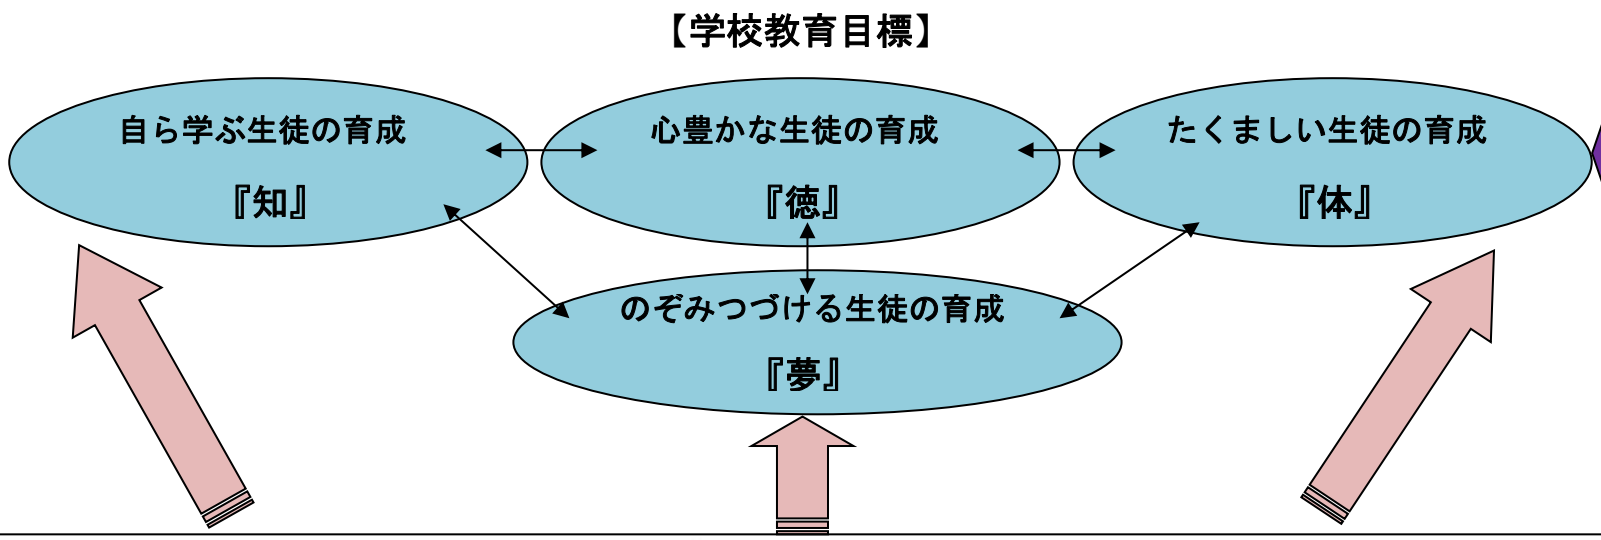 【学校教育目標】
自ら学ぶ生徒の育成
『知』
心豊かな生徒の育成
『徳』
たくましい生徒の育成
『体』
のぞみつづける生徒の育成
『夢』